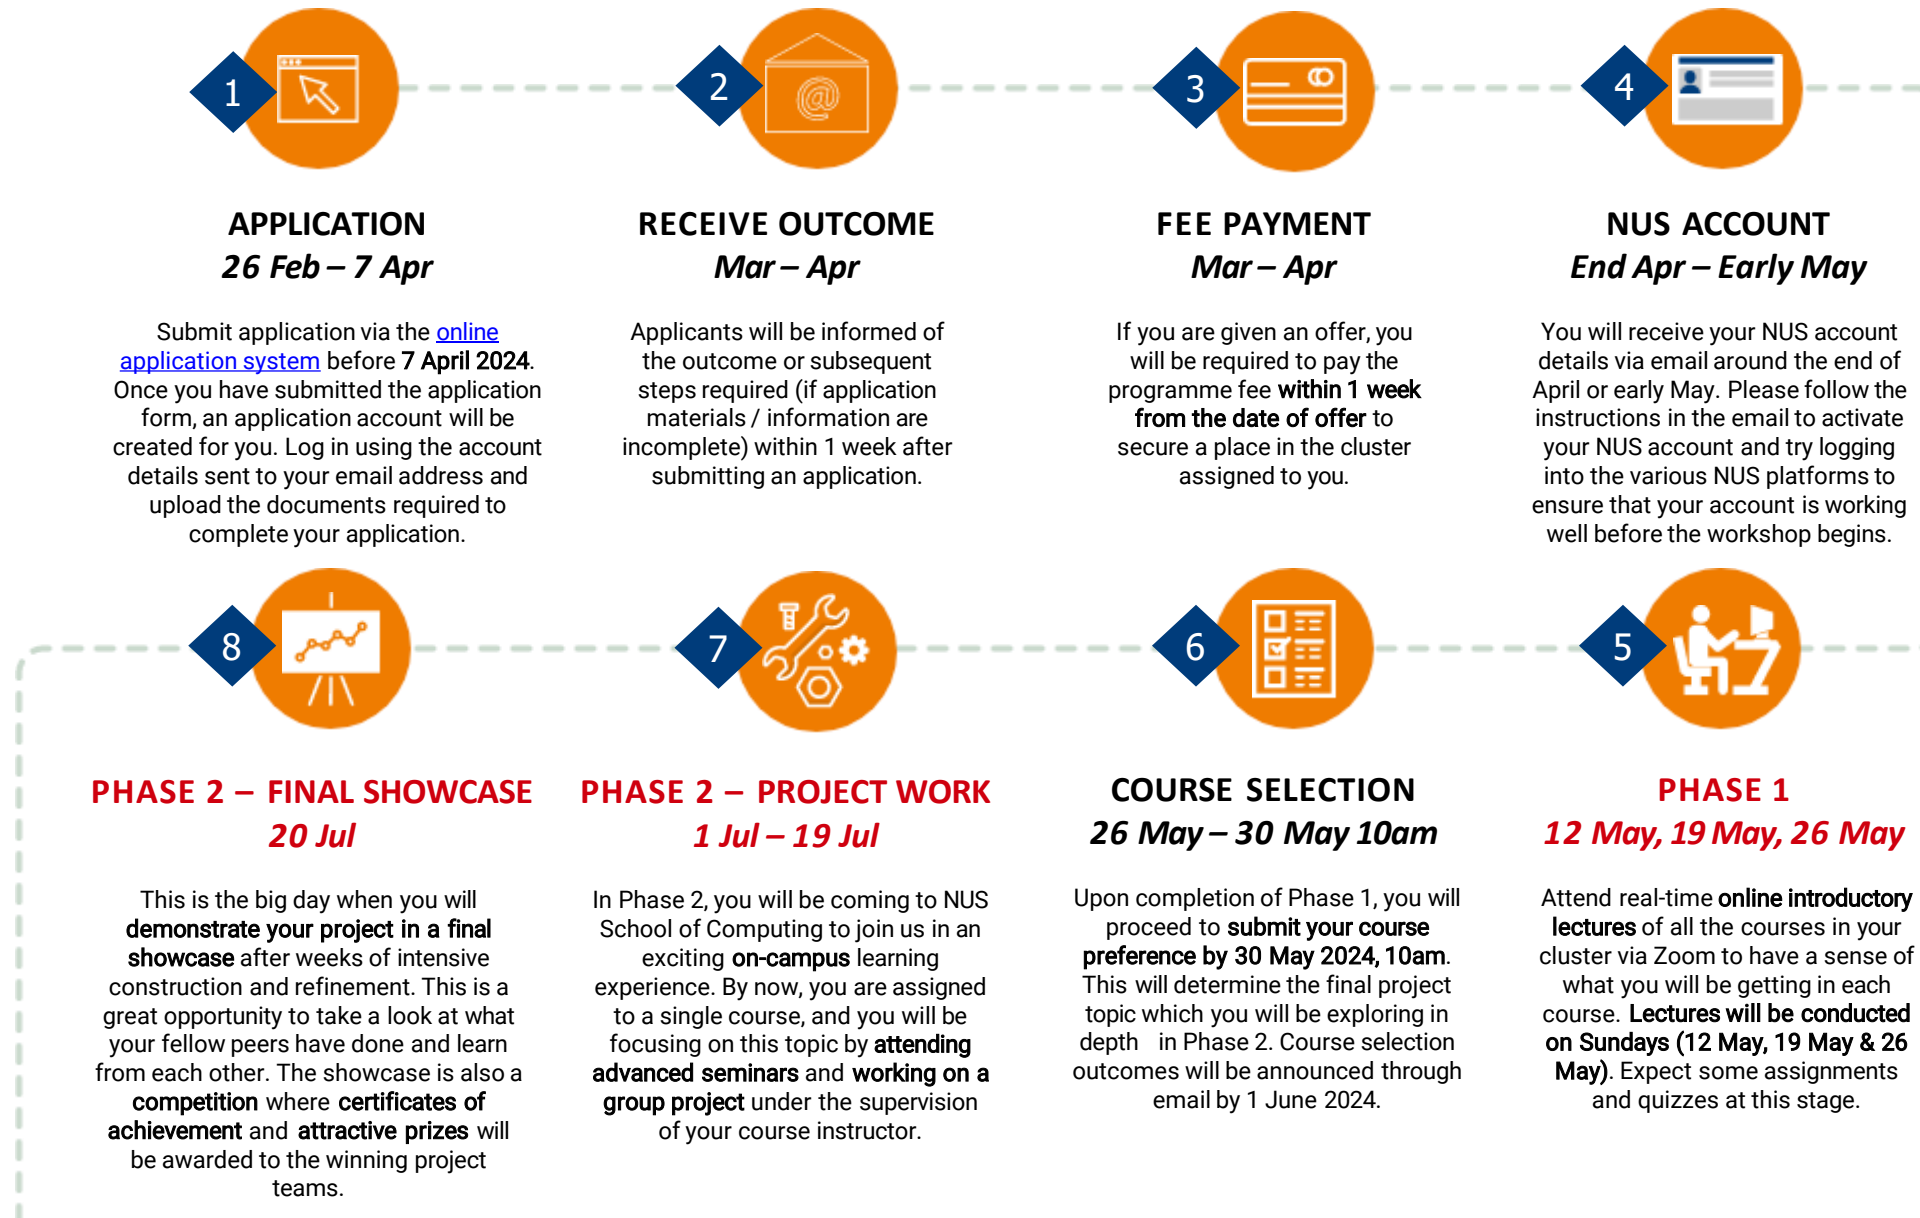 1
APPLICATION
26 Feb – 7 Apr
Submit application via the online
application system before 7 April 2024.
Once you have submitted the application
form, an application account will be
created for you. Log in using the account
details sent to your email address and
upload the documents required to
complete your application.
2
@
RECEIVE OUTCOME
Mar – Apr
Applicants will be informed of
the outcome or subsequent
steps required (if application
materials / information are
incomplete) within 1 week after
submitting an application.
3
FEE PAYMENT
Mar – Apr
If you are given an offer, you
will be required to pay the
programme fee within 1 week
from the date of offer to
secure a place in the cluster
assigned to you.
4
NUS ACCOUNT
End Apr – Early May
You will receive your NUS account
details via email around the end of
April or early May. Please follow the
instructions in the email to activate
your NUS account and try logging
into the various NUS platforms to
ensure that your account is working
well before the workshop begins.
5
PHASE 1
12 May, 19 May, 26 May
Attend real-time online introductory
lectures of all the courses in your
cluster via Zoom to have a sense of
what you will be getting in each
course. Lectures will be conducted
on Sundays (12 May, 19 May & 26
May). Expect some assignments
and quizzes at this stage.
6
COURSE SELECTION
26 May – 30 May 10am
Upon completion of Phase 1, you will
proceed to submit your course
preference by 30 May 2024, 10am.
This will determine the final project
topic which you will be exploring in
depth in Phase 2. Course selection
outcomes will be announced through
email by 1 June 2024.
7
PHASE 2 – PROJECT WORK
1 Jul – 19 Jul
In Phase 2, you will be coming to NUS
School of Computing to join us in an
exciting on-campus learning
experience. By now, you are assigned
to a single course, and you will be
focusing on this topic by attending
advanced seminars and working on a
group project under the supervision
of your course instructor.
8
PHASE 2 – FINAL SHOWCASE
20 Jul
This is the big day when you will
demonstrate your project in a final
showcase after weeks of intensive
construction and refinement. This is a
great opportunity to take a look at what
your fellow peers have done and learn
from each other. The showcase is also a
competition where certificates of
achievement and attractive prizes will
be awarded to the winning project
teams.